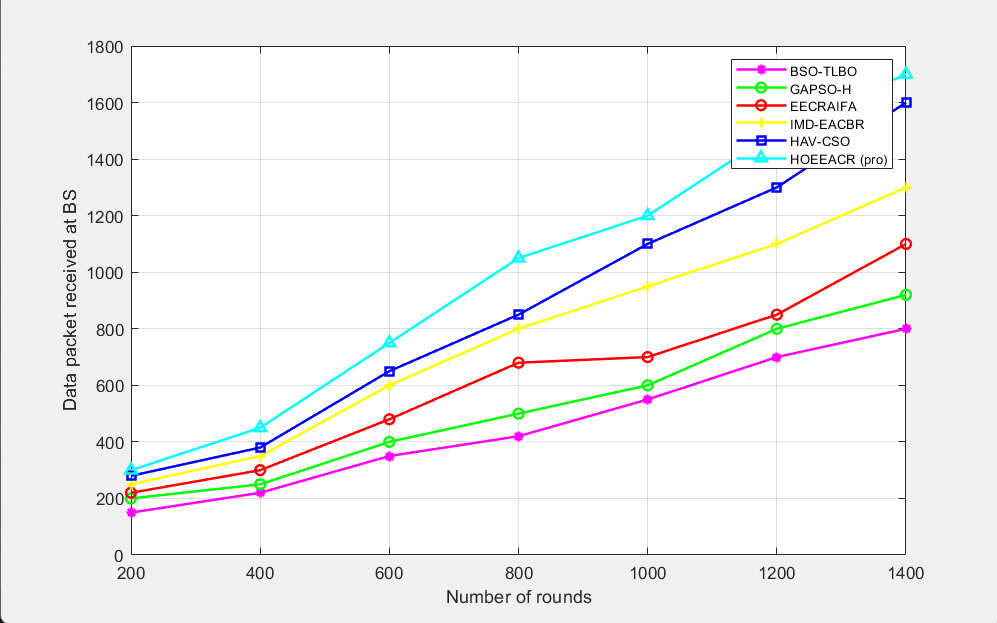 1800
1600
1400
1200
1000
800
600
400
200
0
Data packet received at BS
BSO-TLBO
GAPSO-H
EECRAIFA
IMD-EACBR
HAV-CSO
HOEEACR (pro)
200 400 600 800 1000 1200 1400
Number of rounds